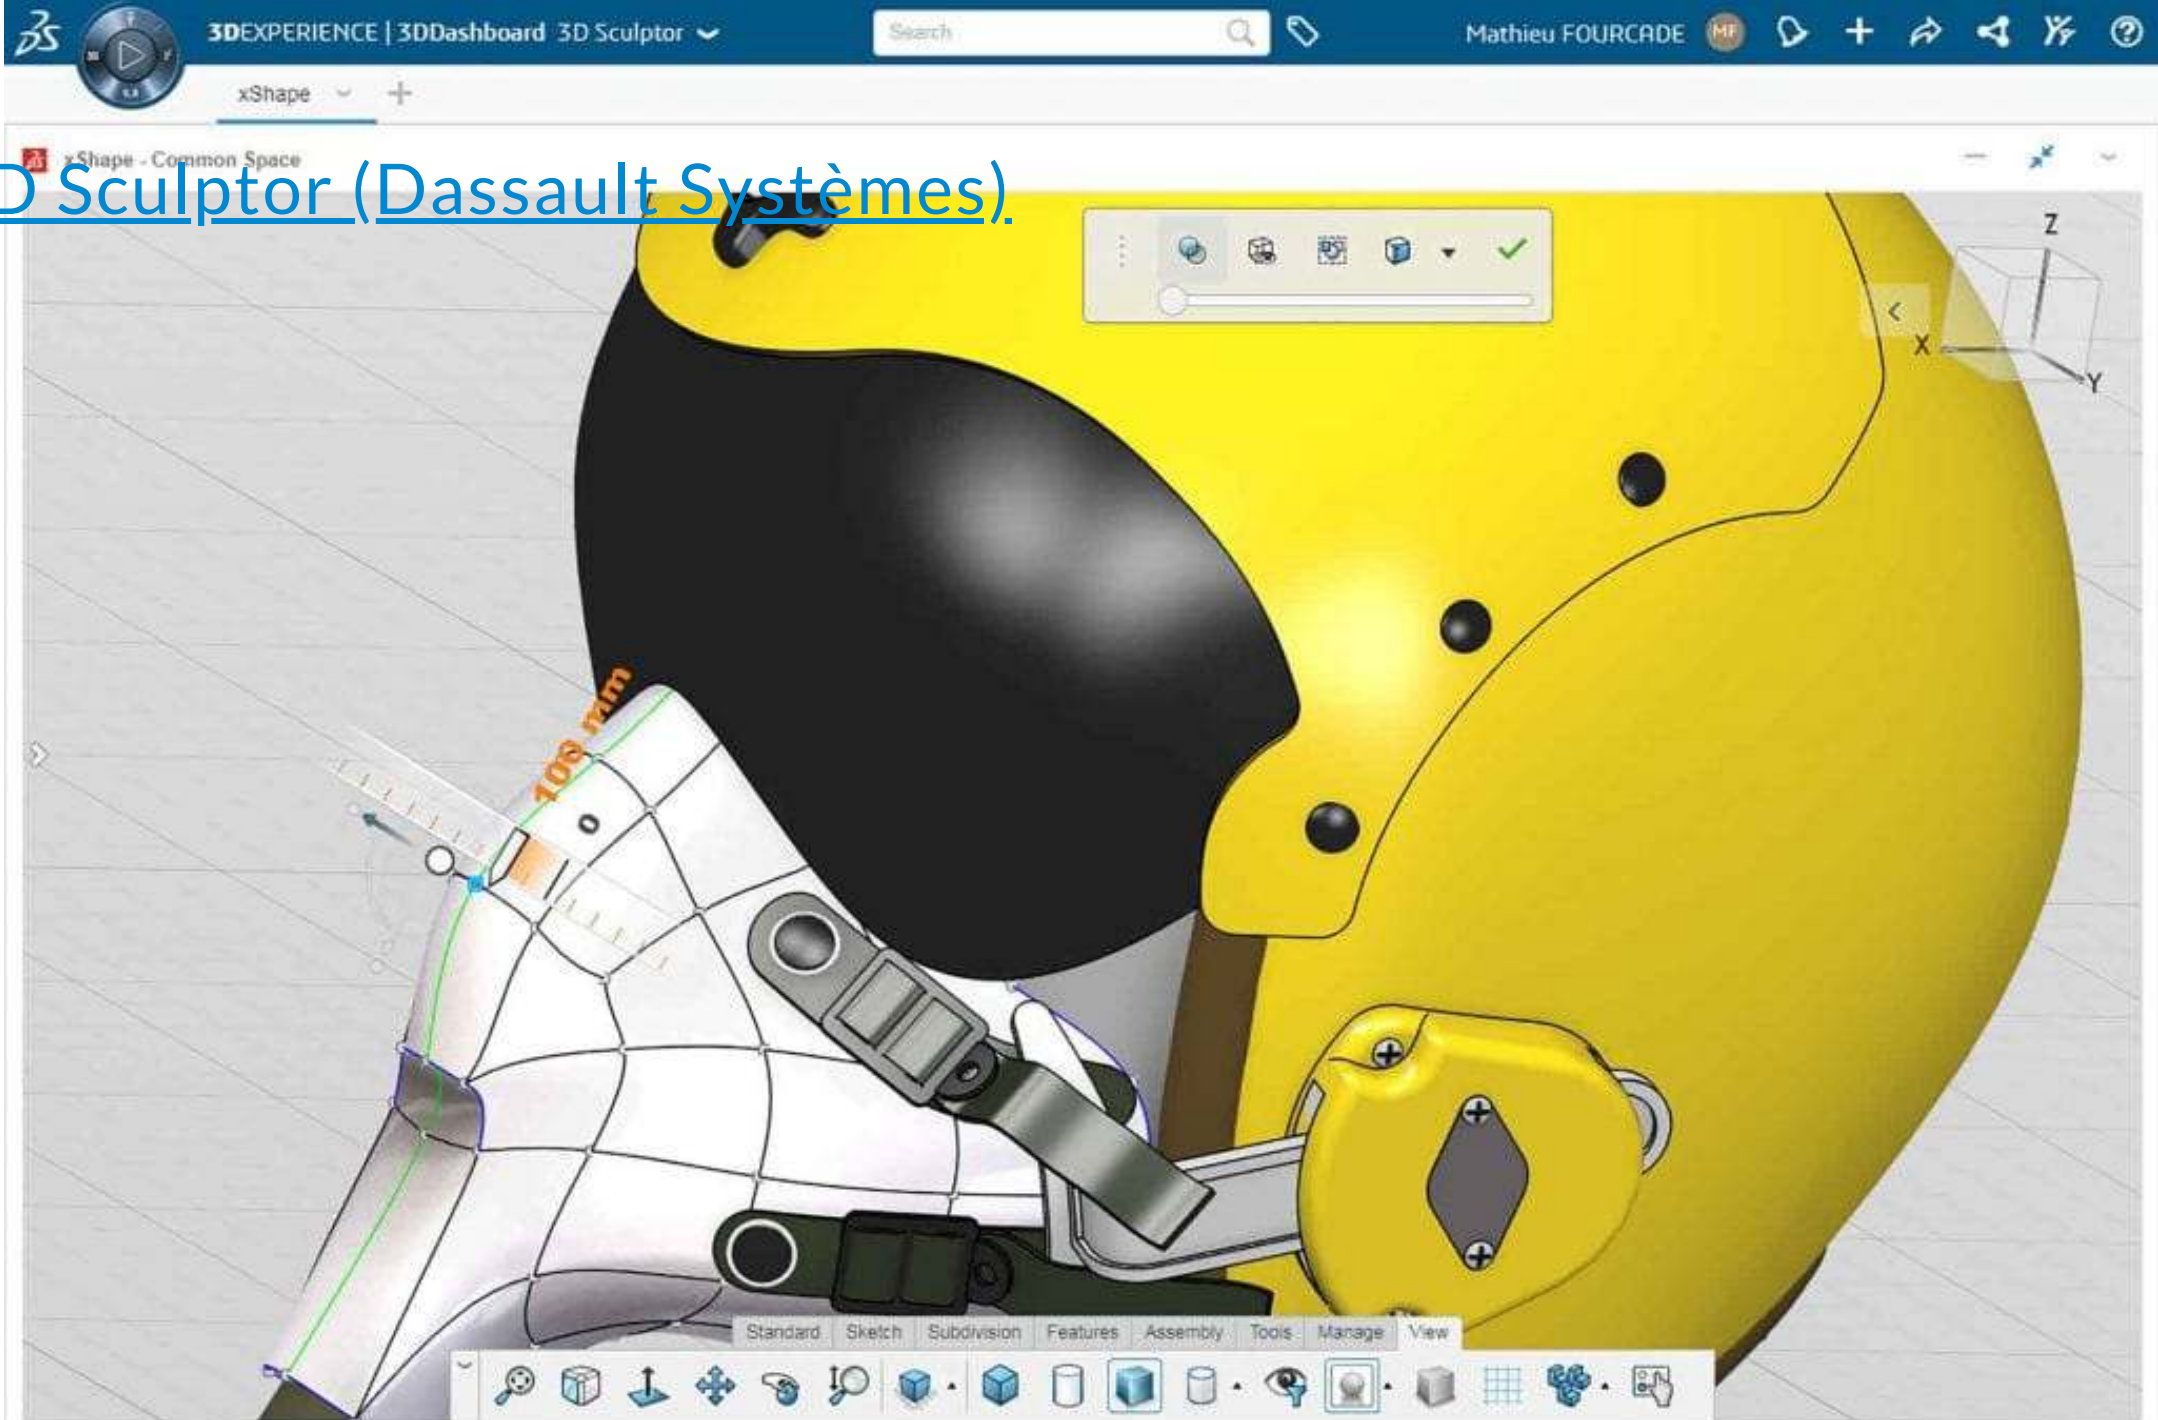 3DEXPERIENCE | 3DDashboard 3D Sculptor
Search
Mathieu FOURCADE
MF
xShape
xShape - Common Space
D Sculptor (Dassault Systèmes)
Z
X
Y
100 mm
0
Standard Sketch Subdivision Features Assembly Tools Manage View